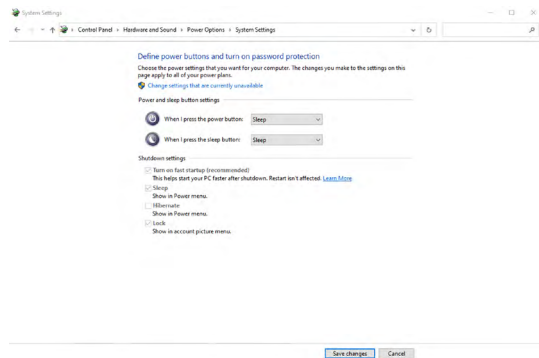 System Settings
Control Panel › Hardware and Sound › Power Options › System Settings
Define power buttons and turn on password protection
Choose the power settings that you want for your computer. The changes you make to the settings on this
page apply to all of your power plans.
Change settings that are currently unavailable
Power and sleep button settings
When I press the power button: Sleep
When I press the sleep button: Sleep
Shutdown settings
Turn on fast startup (recommended)
This helps start your PC faster after shutdown. Restart isn't affected. Learn More
Sleep
Show in Power menu.
Hibernate
Show in Power menu.
Lock
Show in account picture menu.
Save changes Cancel